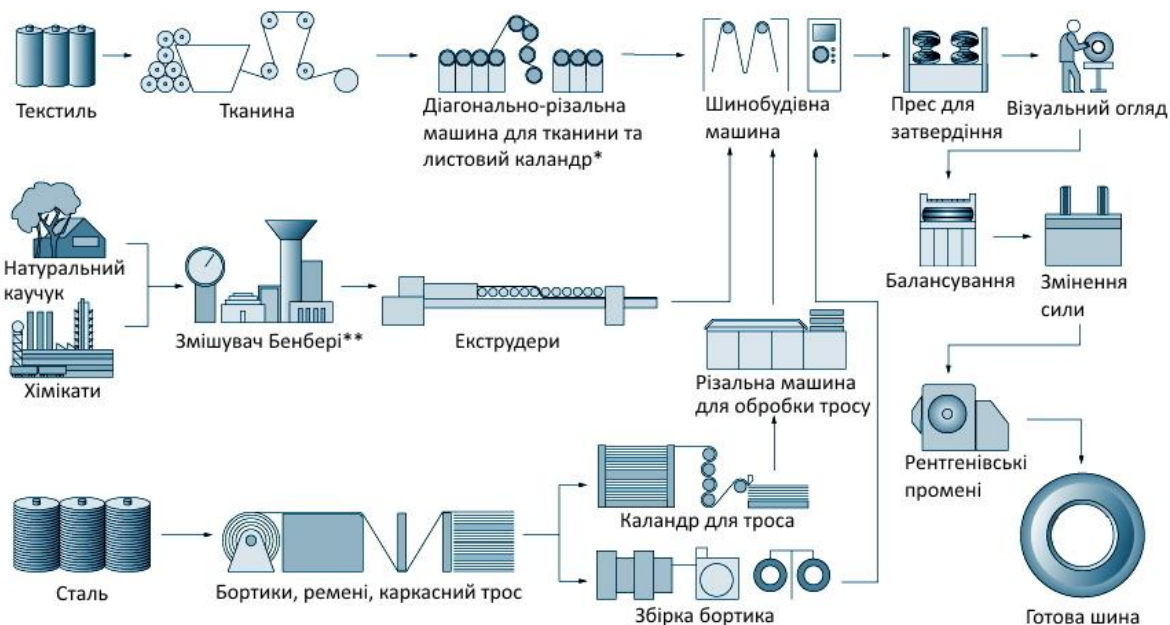 Текстиль
Тканина
Діагонально-різальна
машина для тканини та
листовий каландр*
Шинобудівна
машина
Прес для
затвердіння
Візуальний огляд
Натуральний
каучук
Хімікати
Змішувач Бенбері**
Екструдери
Різальна машина
для обробки тросу
Балансування
Змінення
сили
Рентгенівські
промені
Сталь
Бортики, ремені, каркасний трос
Каландр для троса
Збірка бортика
Готова шина